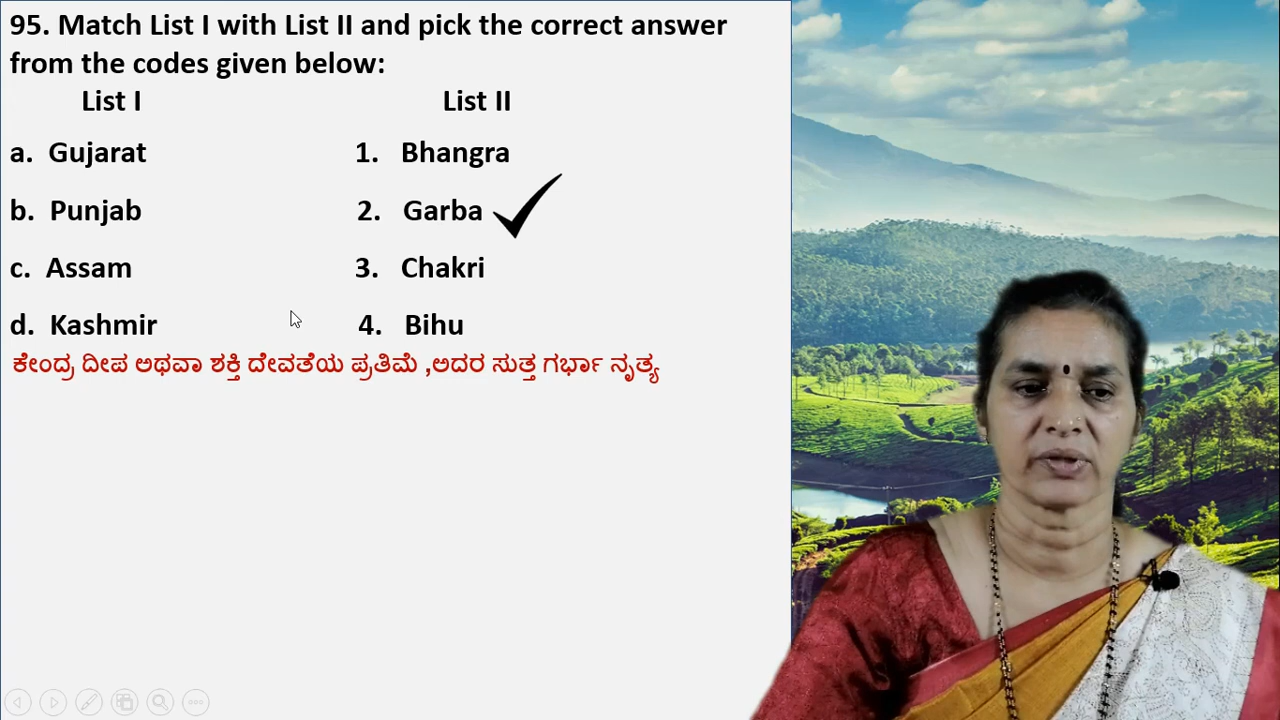 95. Match List I with List II and pick the correct answer
from the codes given below:
List I List II
a. Gujarat 1. Bhangra
b. Punjab 2. Garba
c. Assam 3. Chakri
d. Kashmir 4. Bihu
ಕೇಂದ್ರ ದೀಪ ಅಥವಾ ಶಕ್ತಿ ದೇವತೆಯ ಪ್ರತಿಮೆ ,ಅದರ ಸುತ್ತ ಗರ್ಭಾ ನೃತ್ಯ